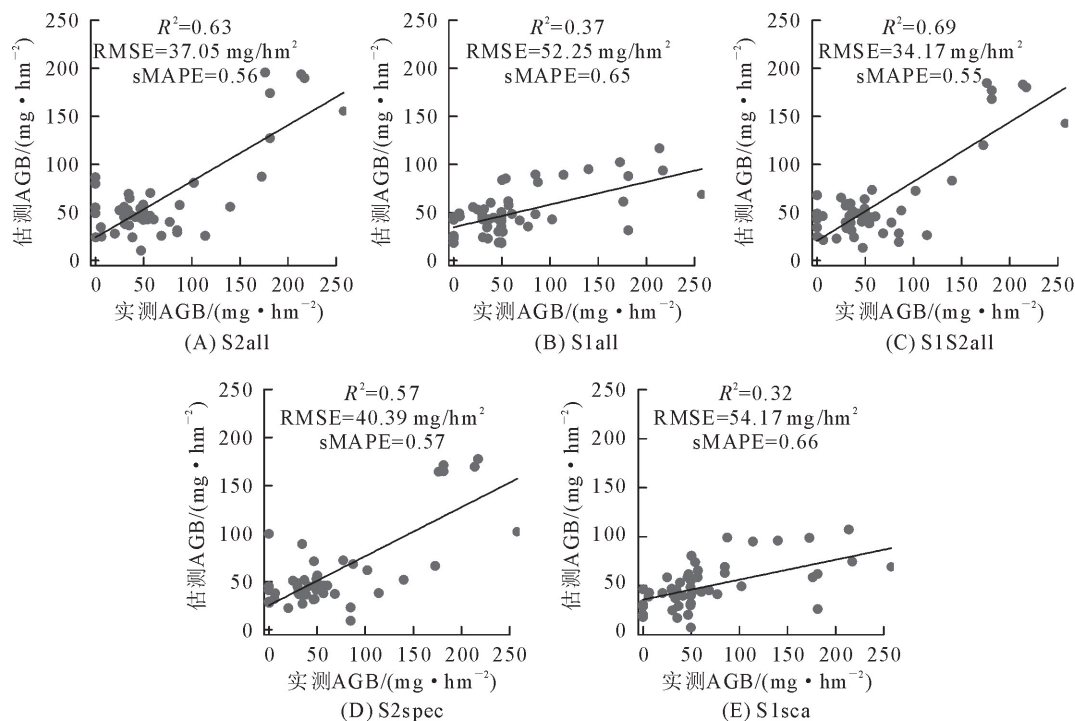 R²=0.63
RMSE=37.05 mg/hm²
sMAPE=0.56
估测AGB/(mg·hm⁻²)
250
200
150
100
50
0
0 50 100 150 200 250
实测AGB/(mg·hm⁻²)
(A) S2all
R²=0.37
RMSE=52.25 mg/hm²
sMAPE=0.65
估测AGB/(mg·hm⁻²)
250
200
150
100
50
0
0 50 100 150 200 250
实测AGB/(mg·hm⁻²)
(B) S1all
R²=0.69
RMSE=34.17 mg/hm²
sMAPE=0.55
估测AGB/(mg·hm⁻²)
250
200
150
100
50
0
0 50 100 150 200 250
实测AGB/(mg·hm⁻²)
(C) S1S2all
R²=0.57
RMSE=40.39 mg/hm²
sMAPE=0.57
估测AGB/(mg·hm⁻²)
250
200
150
100
50
0
0 50 100 150 200 250
实测AGB/(mg·hm⁻²)
(D) S2spec
R²=0.32
RMSE=54.17 mg/hm²
sMAPE=0.66
估测AGB/(mg·hm⁻²)
250
200
150
100
50
0
0 50 100 150 200 250
实测AGB/(mg·hm⁻²)
(E) S1sca